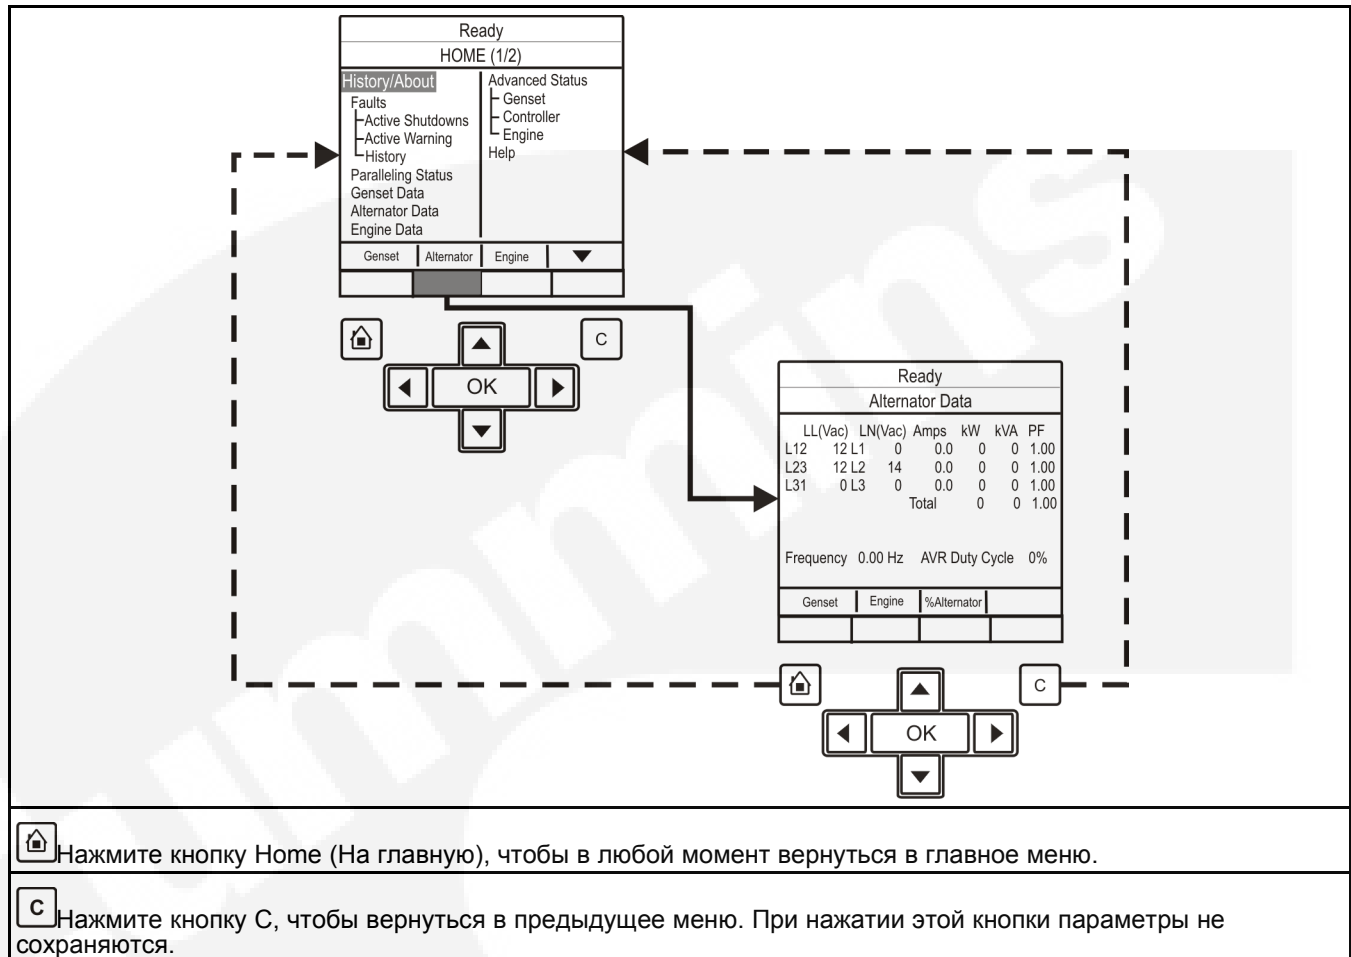 Ready
HOME (1/2)
History/About
Faults
Active Shutdowns
Active Warning
History
Paralleling Status
Genset Data
Alternator Data
Engine Data
Advanced Status
Genset
Controller
Engine
Help
Genset Alternator Engine
C
OK
Ready
Alternator Data
LL(Vac) LN(Vac) Amps kW kVA PF
L12 12 L1 0 0.0 0 0 1.00
L23 12 L2 14 0.0 0 0 1.00
L31 0 L3 0 0.0 0 0 1.00
Total 0 0 1.00
Frequency 0.00 Hz AVR Duty Cycle 0%
Genset Engine %Alternator
C
OK
Нажмите кнопку Home (На главную), чтобы в любой момент вернуться в главное меню.
C Нажмите кнопку C, чтобы вернуться в предыдущее меню. При нажатии этой кнопки параметры не
сохраняются.
ummins